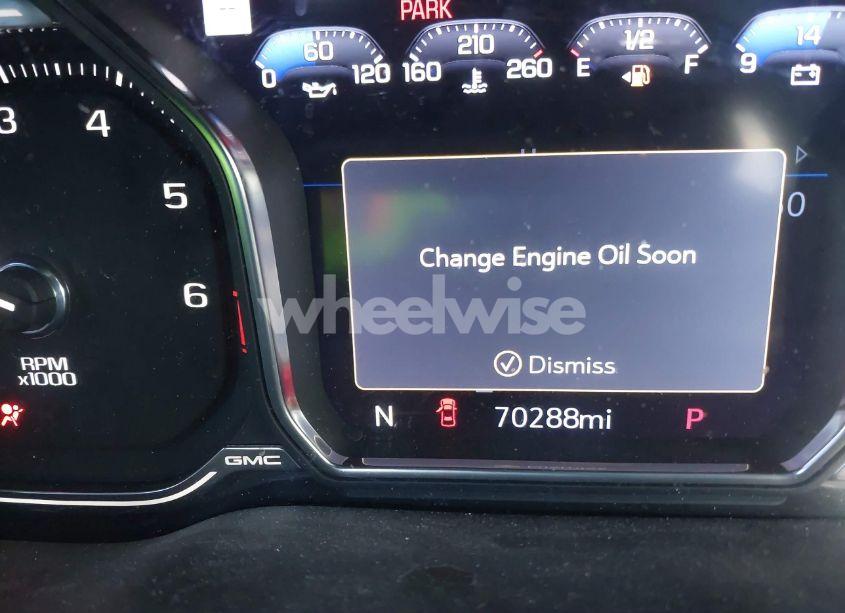 PARK
60
0 120
210
160 260
1/2
E F
14
9
3
4
5
6
RPM
x1000
Change Engine Oil Soon
Dismiss
N 70288mi P
GMC
wheelwise